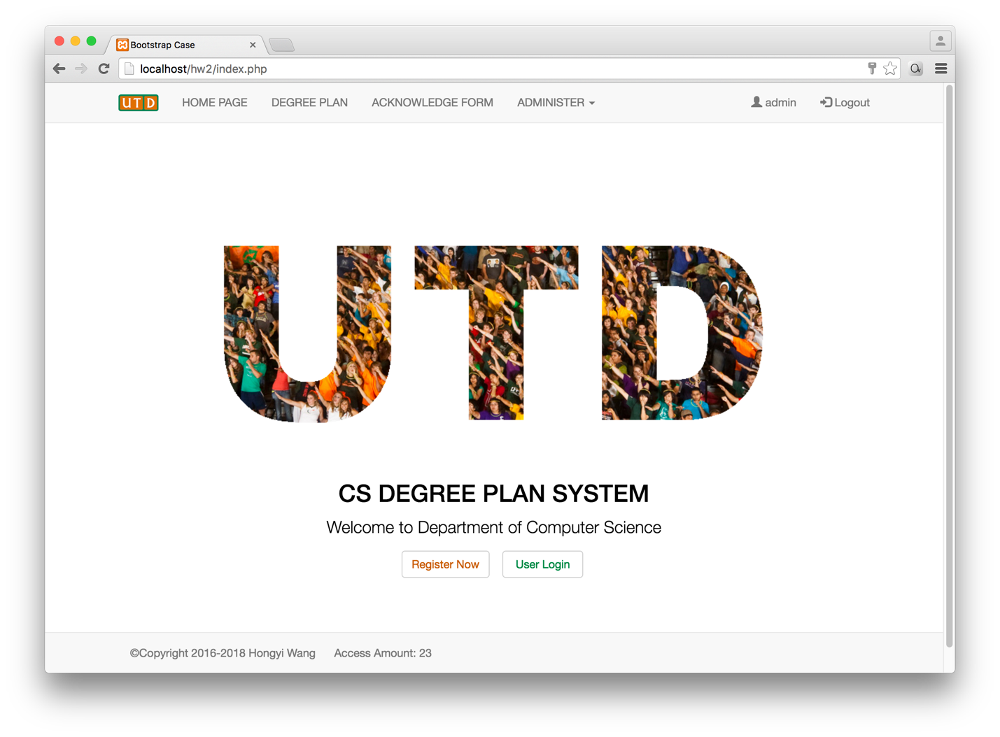 Bootstrap Case
localhost/hw2/index.php
UTD HOME PAGE DEGREE PLAN ACKNOWLEDGE FORM ADMINISTER admin Logout
UTD
CS DEGREE PLAN SYSTEM
Welcome to Department of Computer Science
Register Now User Login
©Copyright 2016-2018 Hongyi Wang Access Amount: 23